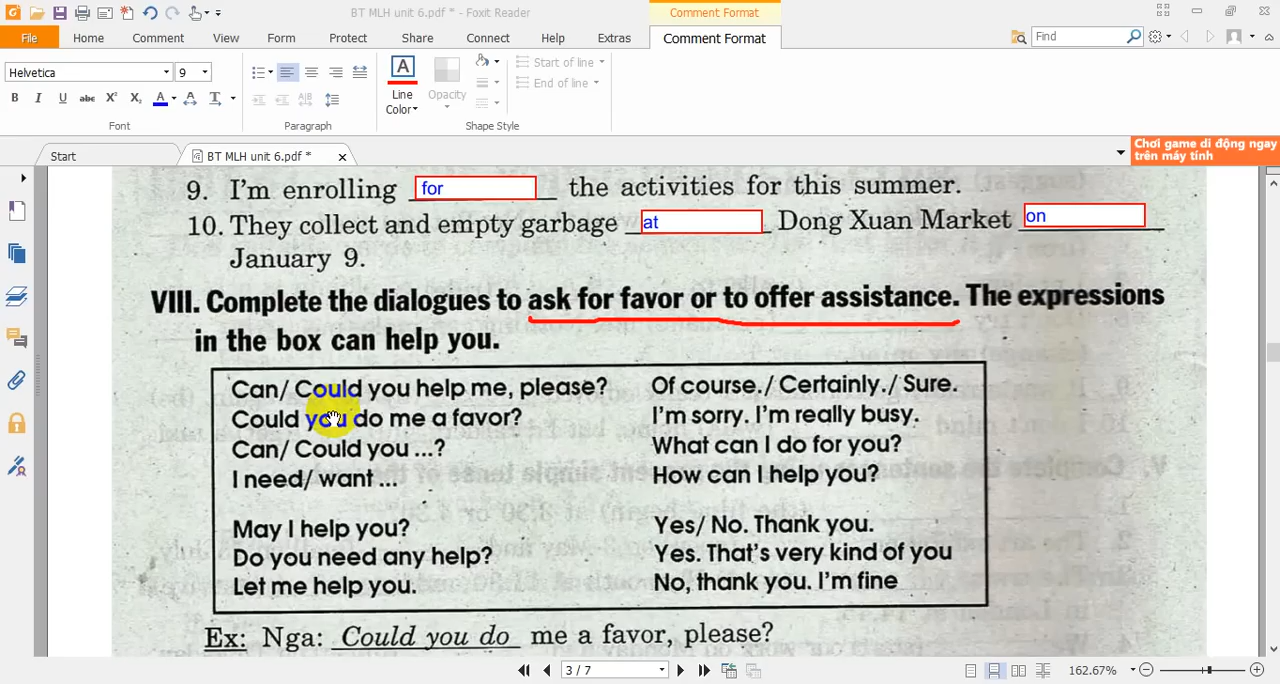 BT MLH unit 6.pdf * - Foxit Reader
Comment Format
File
Home
Comment
View
Form
Protect
Share
Connect
Help
Extras
Comment Format
Find
Helvetica
9
Line
Color
Opacity
Start of line
End of line
B I U abc X² X₂ A A T
Font
Paragraph
Shape Style
Start
BT MLH unit 6.pdf *
Chơi game di động ngay
trên máy tính
9. I'm enrolling for the activities for this summer.
10. They collect and empty garbage at Dong Xuan Market on
January 9.
VIII. Complete the dialogues to ask for favor or to offer assistance. The expressions
in the box can help you.
Can/ Could you help me, please? Of course./ Certainly./ Sure.
Could you do me a favor? I'm sorry. I'm really busy.
Can/ Could you ...? What can I do for you?
I need/ want ... How can I help you?
May I help you? Yes/ No. Thank you.
Do you need any help? Yes. That's very kind of you
Let me help you. No, thank you. I'm fine
Ex: Nga: Could you do me a favor, please?
3 / 7
162.67%